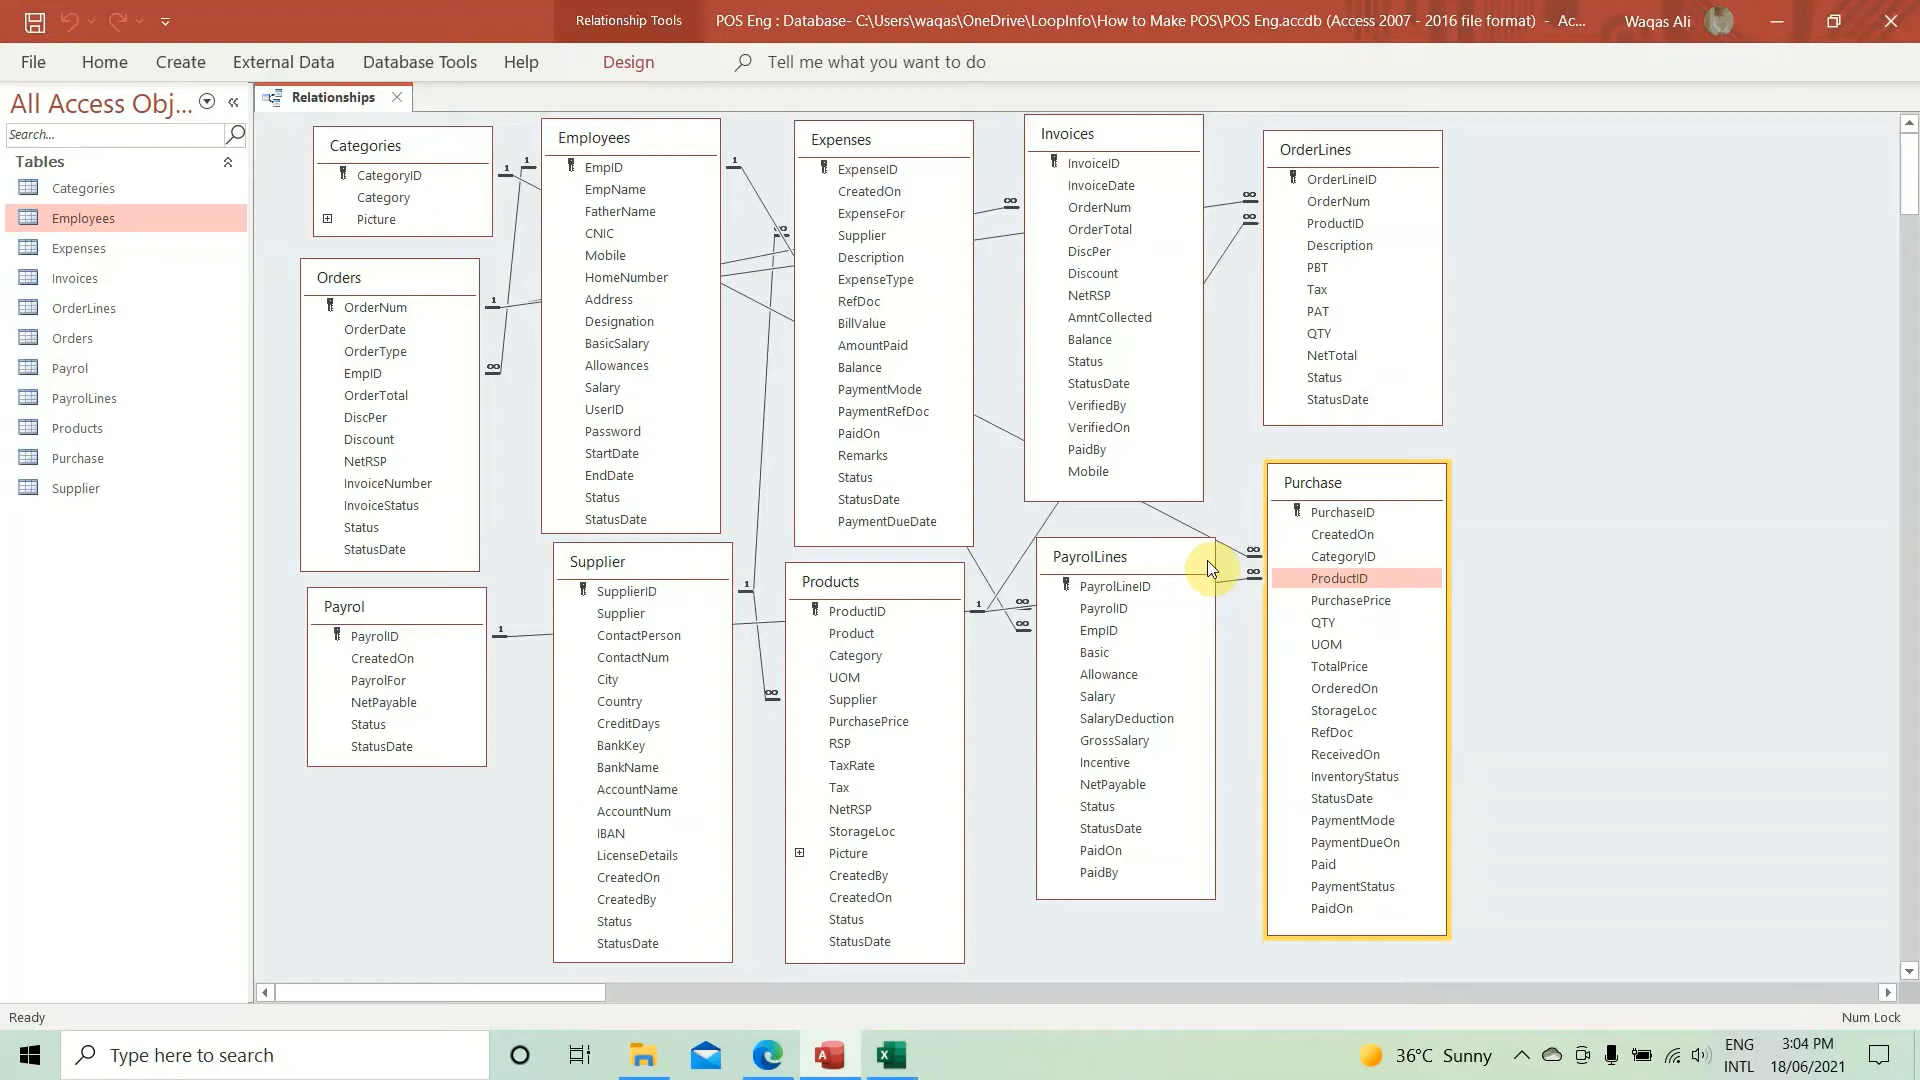 Relationship Tools
POS Eng : Database- C:\Users\waqas\OneDrive\LoopInfo\How to Make POS\POS Eng.accdb (Access 2007 - 2016 file format) - Ac...
Waqas Ali
File Home Create External Data Database Tools Help Design Tell me what you want to do
All Access Obj...
Search...
Tables
Categories
Employees
Expenses
Invoices
OrderLines
Orders
Payrol
PayrolLines
Products
Purchase
Supplier
Relationships
Categories
CategoryID
Category
Picture
Orders
OrderNum
OrderDate
OrderType
EmpID
OrderTotal
DiscPer
Discount
NetRSP
InvoiceNumber
InvoiceStatus
Status
StatusDate
Payrol
PayrolID
CreatedOn
PayrolFor
NetPayable
Status
StatusDate
Employees
EmpID
EmpName
FatherName
CNIC
Mobile
HomeNumber
Address
Designation
BasicSalary
Allowances
Salary
UserID
Password
StartDate
EndDate
Status
StatusDate
Supplier
SupplierID
Supplier
ContactPerson
ContactNum
City
Country
CreditDays
BankKey
BankName
AccountName
AccountNum
IBAN
LicenseDetails
CreatedOn
CreatedBy
Status
StatusDate
Expenses
ExpenseID
CreatedOn
ExpenseFor
Supplier
Description
ExpenseType
RefDoc
BillValue
AmountPaid
Balance
PaymentMode
PaymentRefDoc
PaidOn
Remarks
Status
StatusDate
PaymentDueDate
Products
ProductID
Product
Category
UOM
Supplier
PurchasePrice
RSP
TaxRate
Tax
NetRSP
StorageLoc
Picture
CreatedBy
CreatedOn
Status
StatusDate
Invoices
InvoiceID
InvoiceDate
OrderNum
OrderTotal
DiscPer
Discount
NetRSP
AmntCollected
Balance
Status
StatusDate
VerifiedBy
VerifiedOn
PaidBy
Mobile
PayrolLines
PayrolLineID
PayrolID
EmpID
Basic
Allowance
Salary
SalaryDeduction
GrossSalary
Incentive
NetPayable
Status
StatusDate
PaidOn
PaidBy
OrderLines
OrderLineID
OrderNum
ProductID
Description
PBT
Tax
PAT
QTY
NetTotal
Status
StatusDate
Purchase
PurchaseID
CreatedOn
CategoryID
ProductID
PurchasePrice
QTY
UOM
TotalPrice
OrderedOn
StorageLoc
RefDoc
ReceivedOn
InventoryStatus
StatusDate
PaymentMode
PaymentDueOn
Paid
PaymentStatus
PaidOn
1 1 1 1 1 1 1
∞ ∞ ∞ ∞ ∞ ∞ ∞ ∞ ∞ ∞
Ready
Num Lock
Type here to search
36°C Sunny
ENG
INTL
3:04 PM
18/06/2021